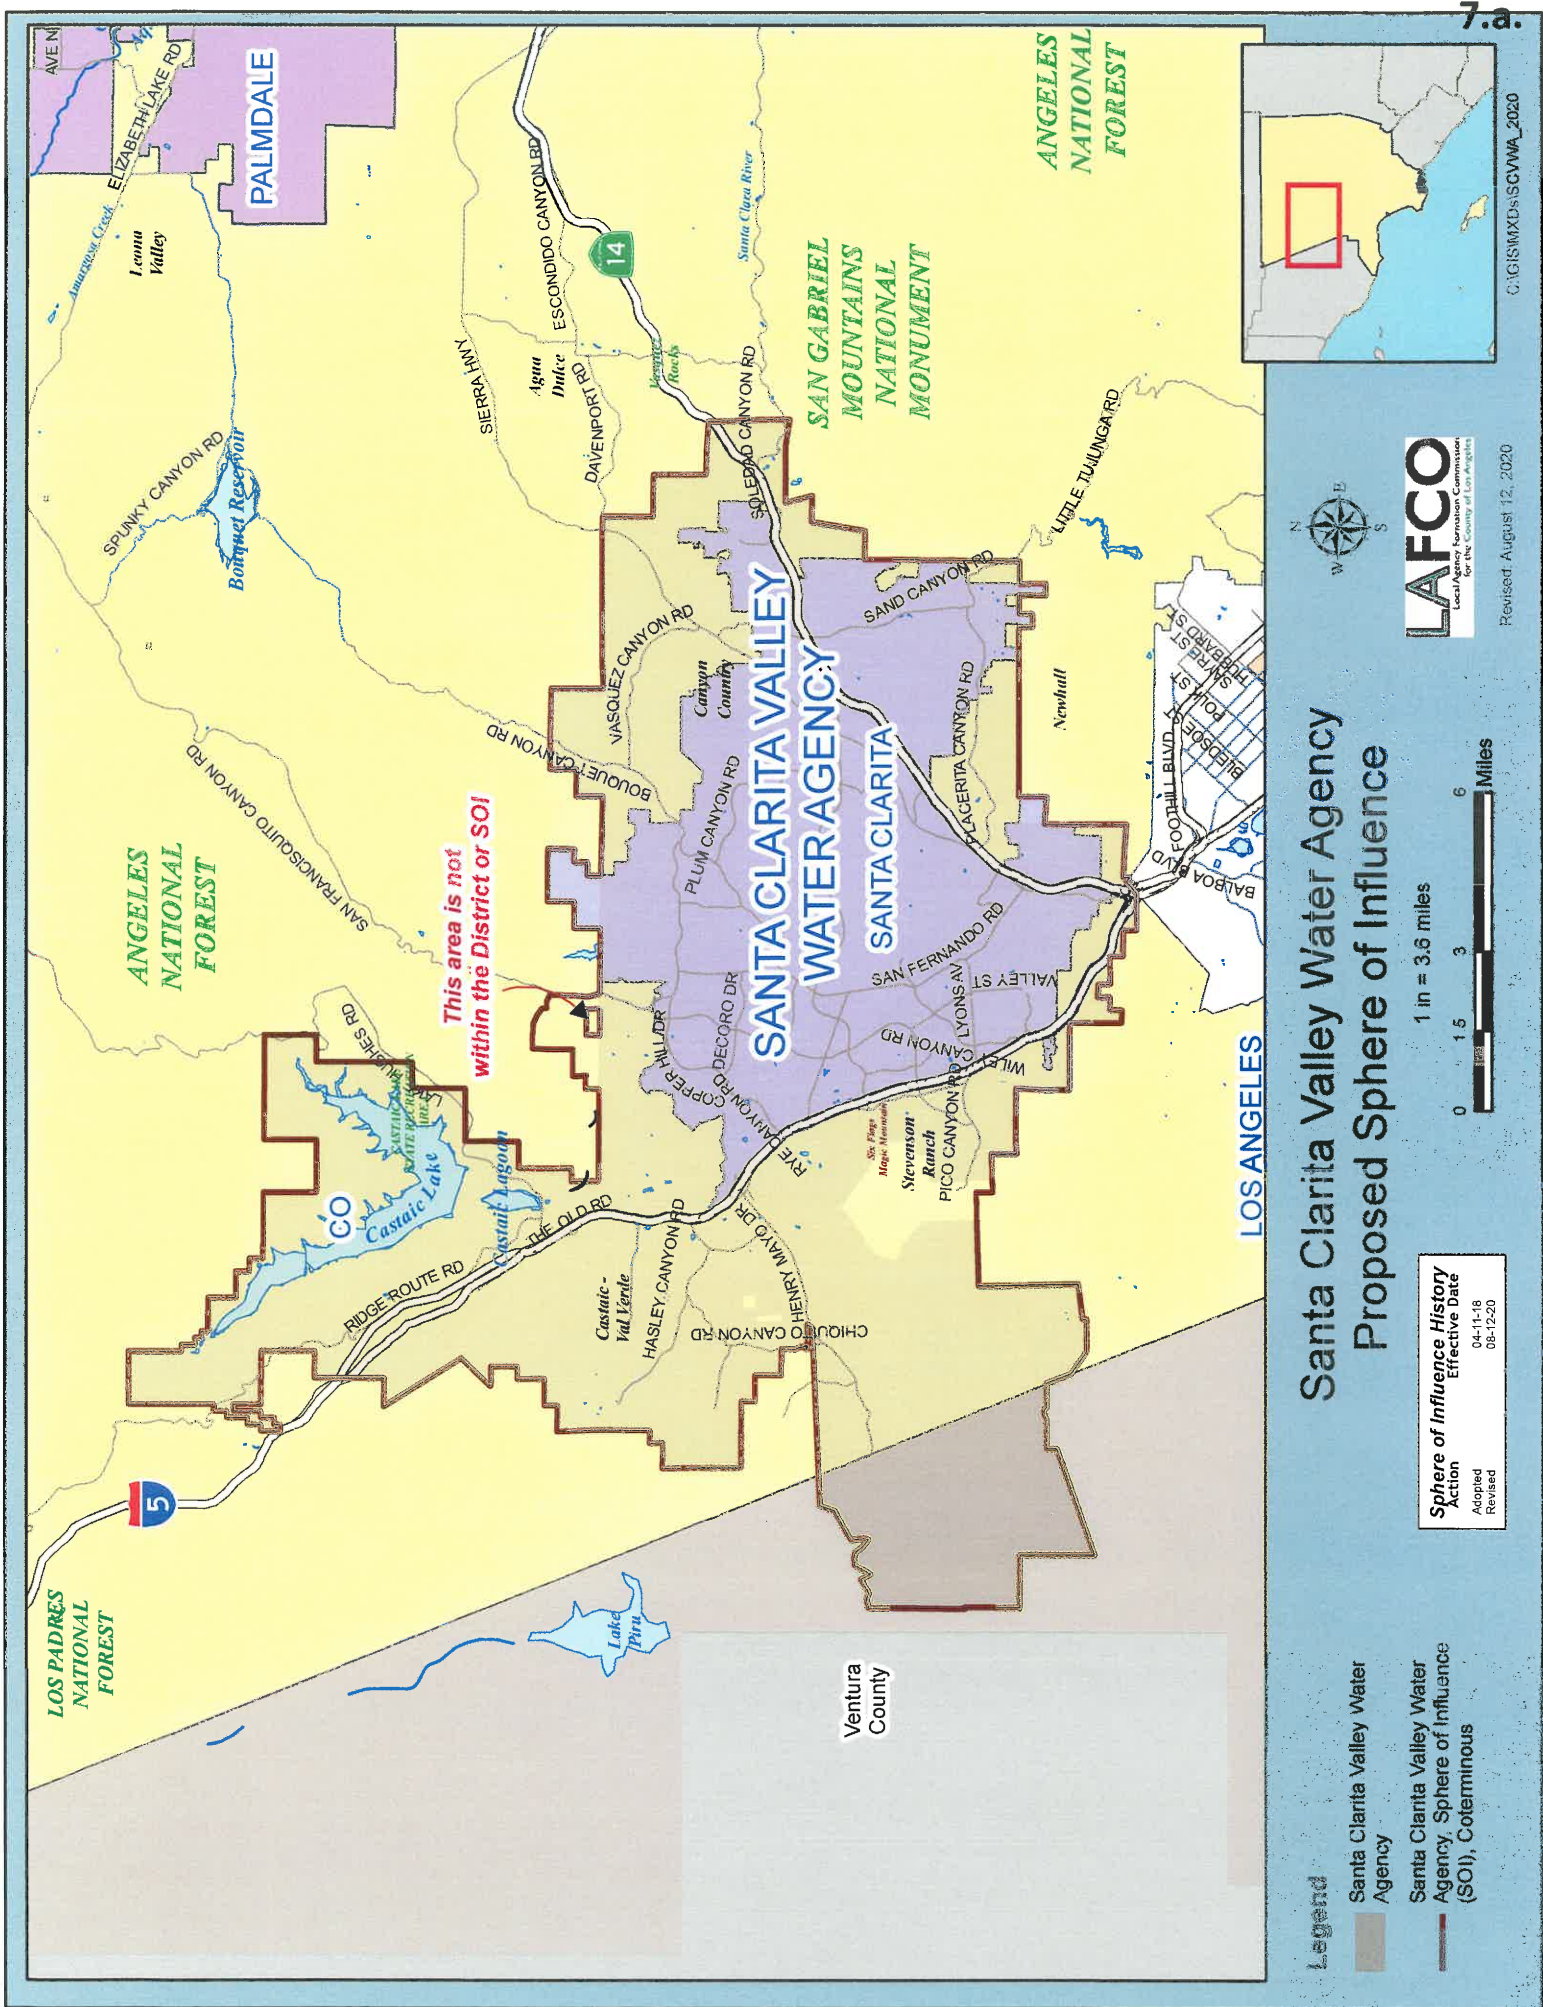 7.a.
LOS PADRES
NATIONAL
FOREST
5
ANGELES
NATIONAL
FOREST
SAN FRANCISQUITO CANYON RD
SPUNKY CANYON RD
Bouquet Reservoir
Amargosa Creek
ELIZABETH LAKE RD
AVE N
Leona
Valley
PALMDALE
Lake
Piru
Ventura
County
RIDGE ROUTE RD
CO
Castaic Lake
Castaic Lagoon
THE OLD RD
LAKE HUGHES RD
This area is not
within the District or SOI
BOUQUET CANYON RD
VASQUEZ CANYON RD
SIERRA HWY
Agua
Dulce
DAVENPORT RD
ESCONDIDO CANYON RD
14
Vasquez
Rocks
Santa Clara River
SOLEDAD CANYON RD
Castaic -
Val Verde
HASLEY CANYON RD
CHIQUITO CANYON RD
HENRY MAYO DR
RYE CANYON RD
COPPER HILL DR
DECORO DR
PLUM CANYON RD
Canyon
Country
SANTA CLARITA VALLEY
WATER AGENCY
SANTA CLARITA
Six Flags
Magic Mountain
Stevenson
Ranch
PICO CANYON RD
WILEY CANYON RD
LYONS AV
VALLEY ST
SAN FERNANDO RD
PLACERITA CANYON RD
SAND CANYON RD
Newhall
LITTLE TUJUNGA RD
SAN GABRIEL
MOUNTAINS
NATIONAL
MONUMENT
ANGELES
NATIONAL
FOREST
LOS ANGELES
BALBOA BLVD
FOOTHILL BLVD
BLEDSOE ST
POLK ST
SAYRE ST
HUBBARD ST
Legend
Santa Clarita Valley Water
Agency
Santa Clarita Valley Water
Agency, Sphere of Influence
(SOI), Coterminous
Sphere of Influence History
Action Effective Date
Adopted 04-11-18
Revised 08-12-20
Santa Clarita Valley Water Agency
Proposed Sphere of Influence
1 in = 3.6 miles
0 1.5 3 6
Miles
N
W E
S
LAFCO
Local Agency Formation Commission
for the County of Los Angeles
Revised: August 12, 2020
C:\GIS\MXDs\SCVWA_2020